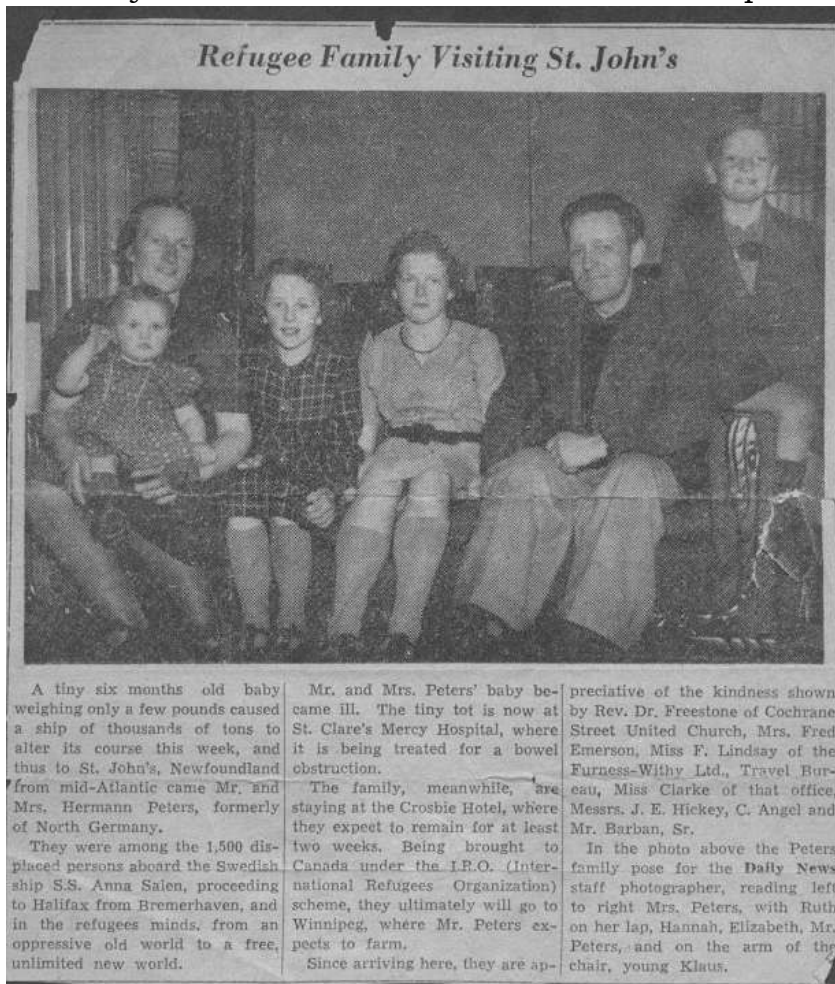 Refugee Family Visiting St. John's
A tiny six months old baby
weighing only a few pounds caused
a ship of thousands of tons to
alter its course this week, and
thus to St. John's, Newfoundland
from mid-Atlantic came Mr. and
Mrs. Hermann Peters, formerly
of North Germany.
They were among the 1,500 dis-
placed persons aboard the Swedish
ship S.S. Anna Salen, proceeding
to Halifax from Bremerhaven, and
in the refugees minds, from an
oppressive old world to a free,
unlimited new world.
Mr. and Mrs. Peters' baby be-
came ill. The tiny tot is now at
St. Clare's Mercy Hospital, where
it is being treated for a bowel
obstruction.
The family, meanwhile, are
staying at the Crosbie Hotel, where
they expect to remain for at least
two weeks. Being brought to
Canada under the I.R.O. (Inter-
national Refugees Organization)
scheme, they ultimately will go to
Winnipeg, where Mr. Peters ex-
pects to farm.
Since arriving here, they are ap-
preciative of the kindness shown
by Rev. Dr. Freestone of Cochrane
Street United Church, Mrs. Fred
Emerson, Miss F. Lindsay of the
Furness-Withy Ltd., Travel Bur-
eau, Miss Clarke of that office,
Messrs. J. E. Hickey, C. Angel and
Mr. Barban, Sr.
In the photo above the Peters
family pose for the Daily News
staff photographer, reading left
to right Mrs. Peters, with Ruth
on her lap, Hannah, Elizabeth, Mr.
Peters, and on the arm of the
chair, young Klaus.